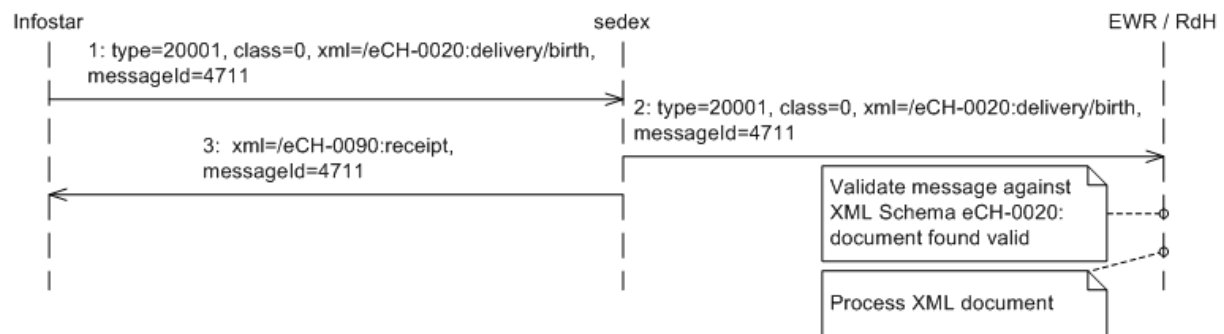 Infostar
sedex
EWR / RdH
1: type=20001, class=0, xml=/eCH-0020:delivery/birth,
messageId=4711
2: type=20001, class=0, xml=/eCH-0020:delivery/birth,
messageId=4711
3:  xml=/eCH-0090:receipt,
messageId=4711
Validate message against
XML Schema eCH-0020:
document found valid
Process XML document